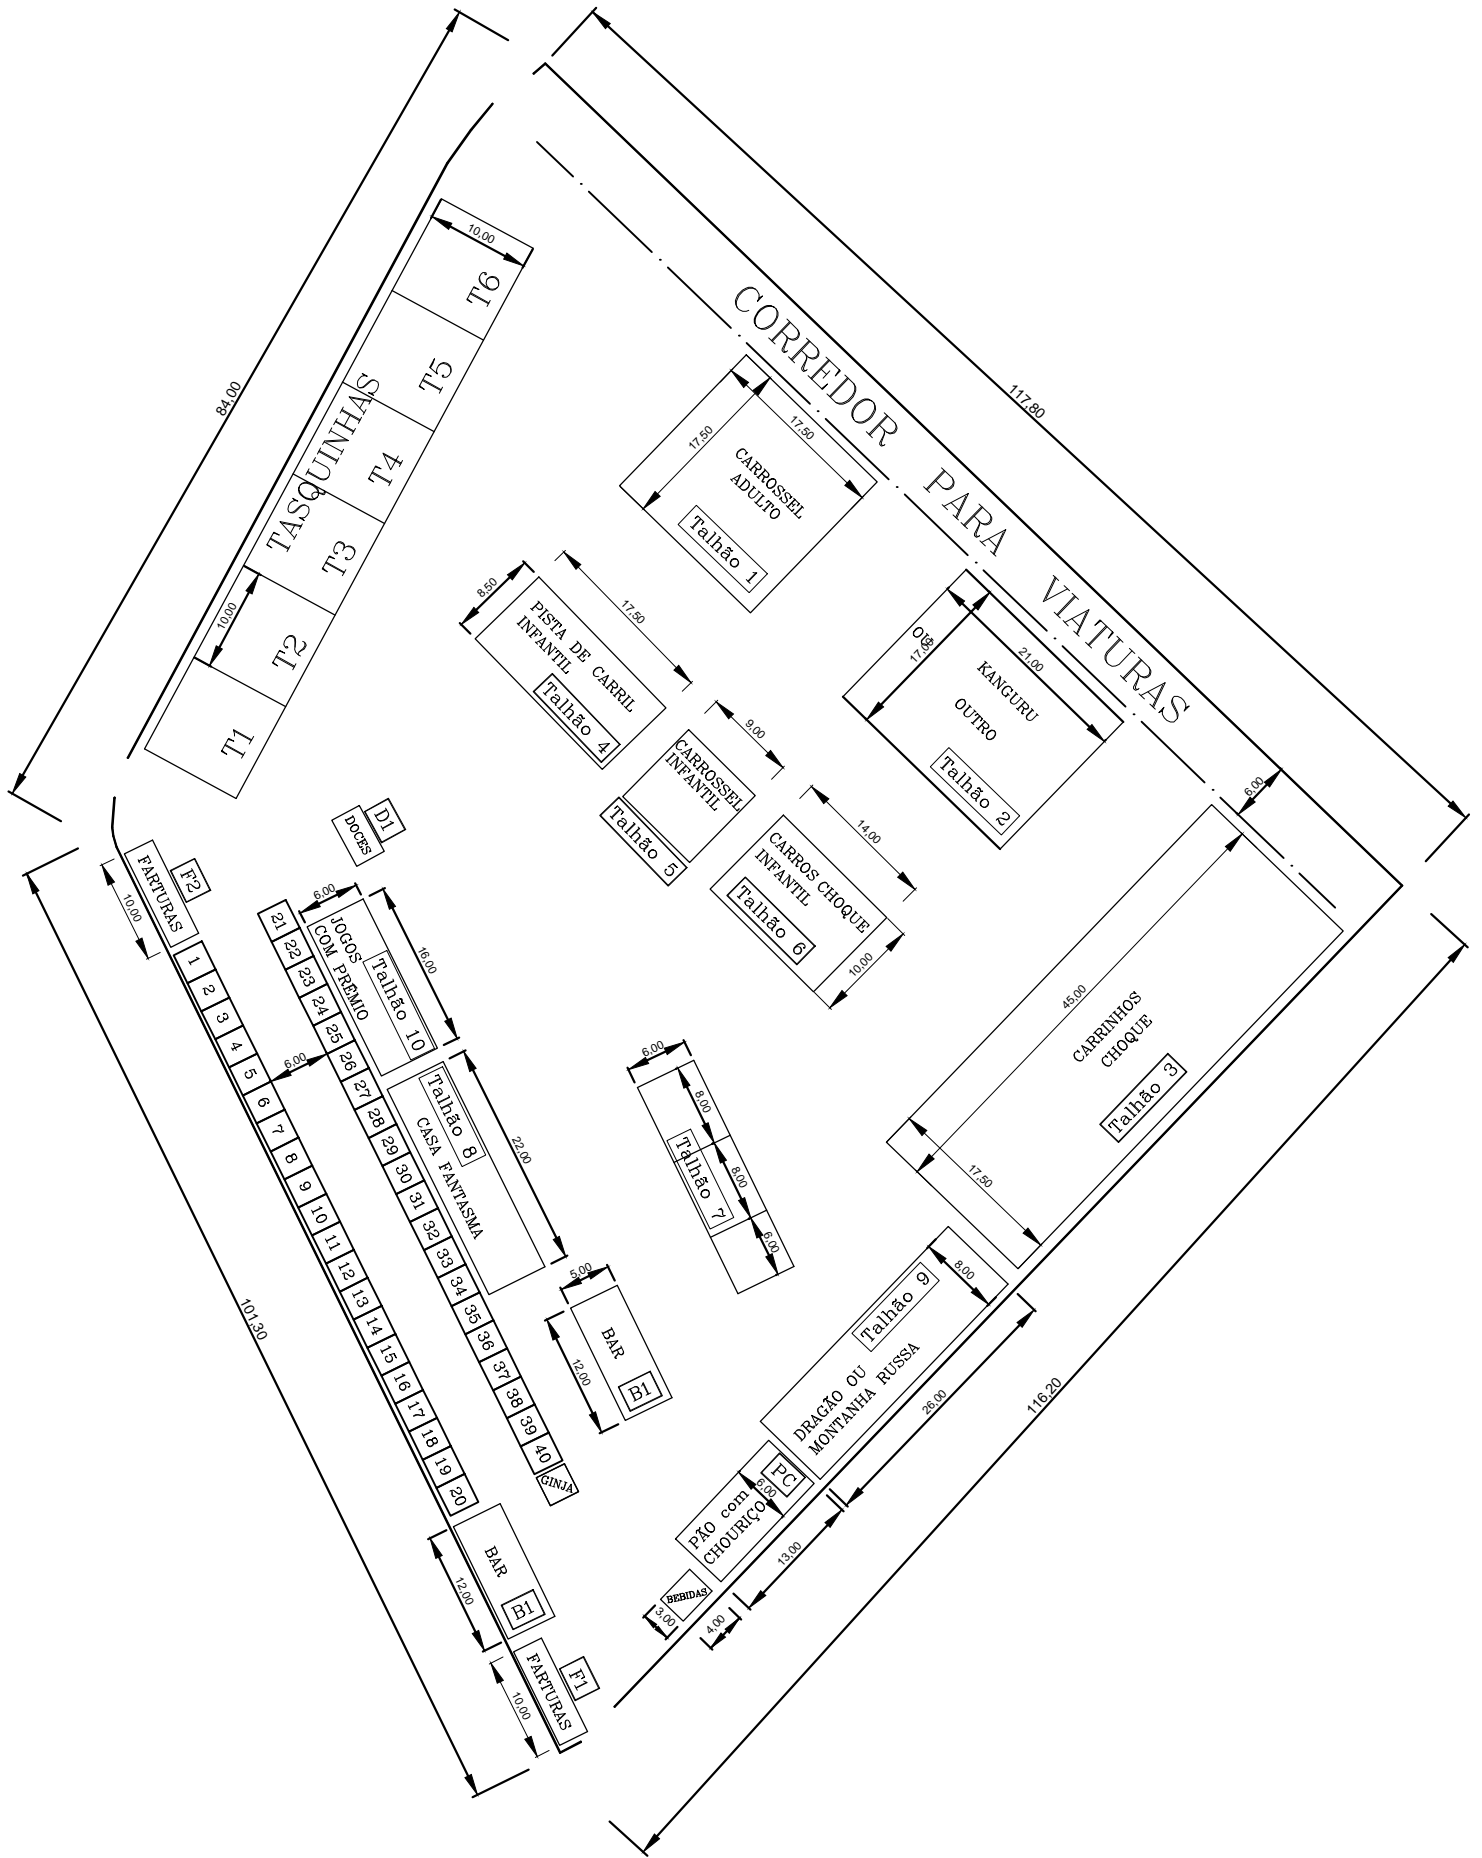 84,00
117,80
10,00
T6
T5
T4
T3
T2
T1
TASQUINHAS
10,00
CORREDOR PARA VIATURAS
17,50
17,50
CARROSSEL
ADULTO
Talhão 1
8,50
17,50
PISTA DE CARRIL
INFANTIL
Talhão 4
OU
17,00
21,00
KANGURU
OUTRO
Talhão 2
9,00
CARROSSEL
INFANTIL
Talhão 5
14,00
CARROS CHOQUE
INFANTIL
Talhão 6
10,00
6,00
45,00
CARRINHOS
CHOQUE
Talhão 3
17,50
DOCES
D1
FARTURAS
F2
10,00
6,00
16,00
JOGOS
COM PRÉMIO
Talhão 10
21
22
23
24
25
26
27
28
29
30
31
32
33
34
35
36
37
38
39
40
GINJA
1
2
3
4
5
6
7
8
9
10
11
12
13
14
15
16
17
18
19
20
6,00
22,00
Talhão 8
CASA FANTASMA
6,00
8,00
8,00
6,00
Talhão 7
5,00
12,00
BAR
B1
101,30
116,20
8,00
Talhão 9
DRAGÃO OU
MONTANHA RUSSA
26,00
PC
6,00
PÃO com
CHOURIÇO
13,00
BEBIDAS
3,00
4,00
BAR
B1
12,00
FARTURAS
F1
10,00